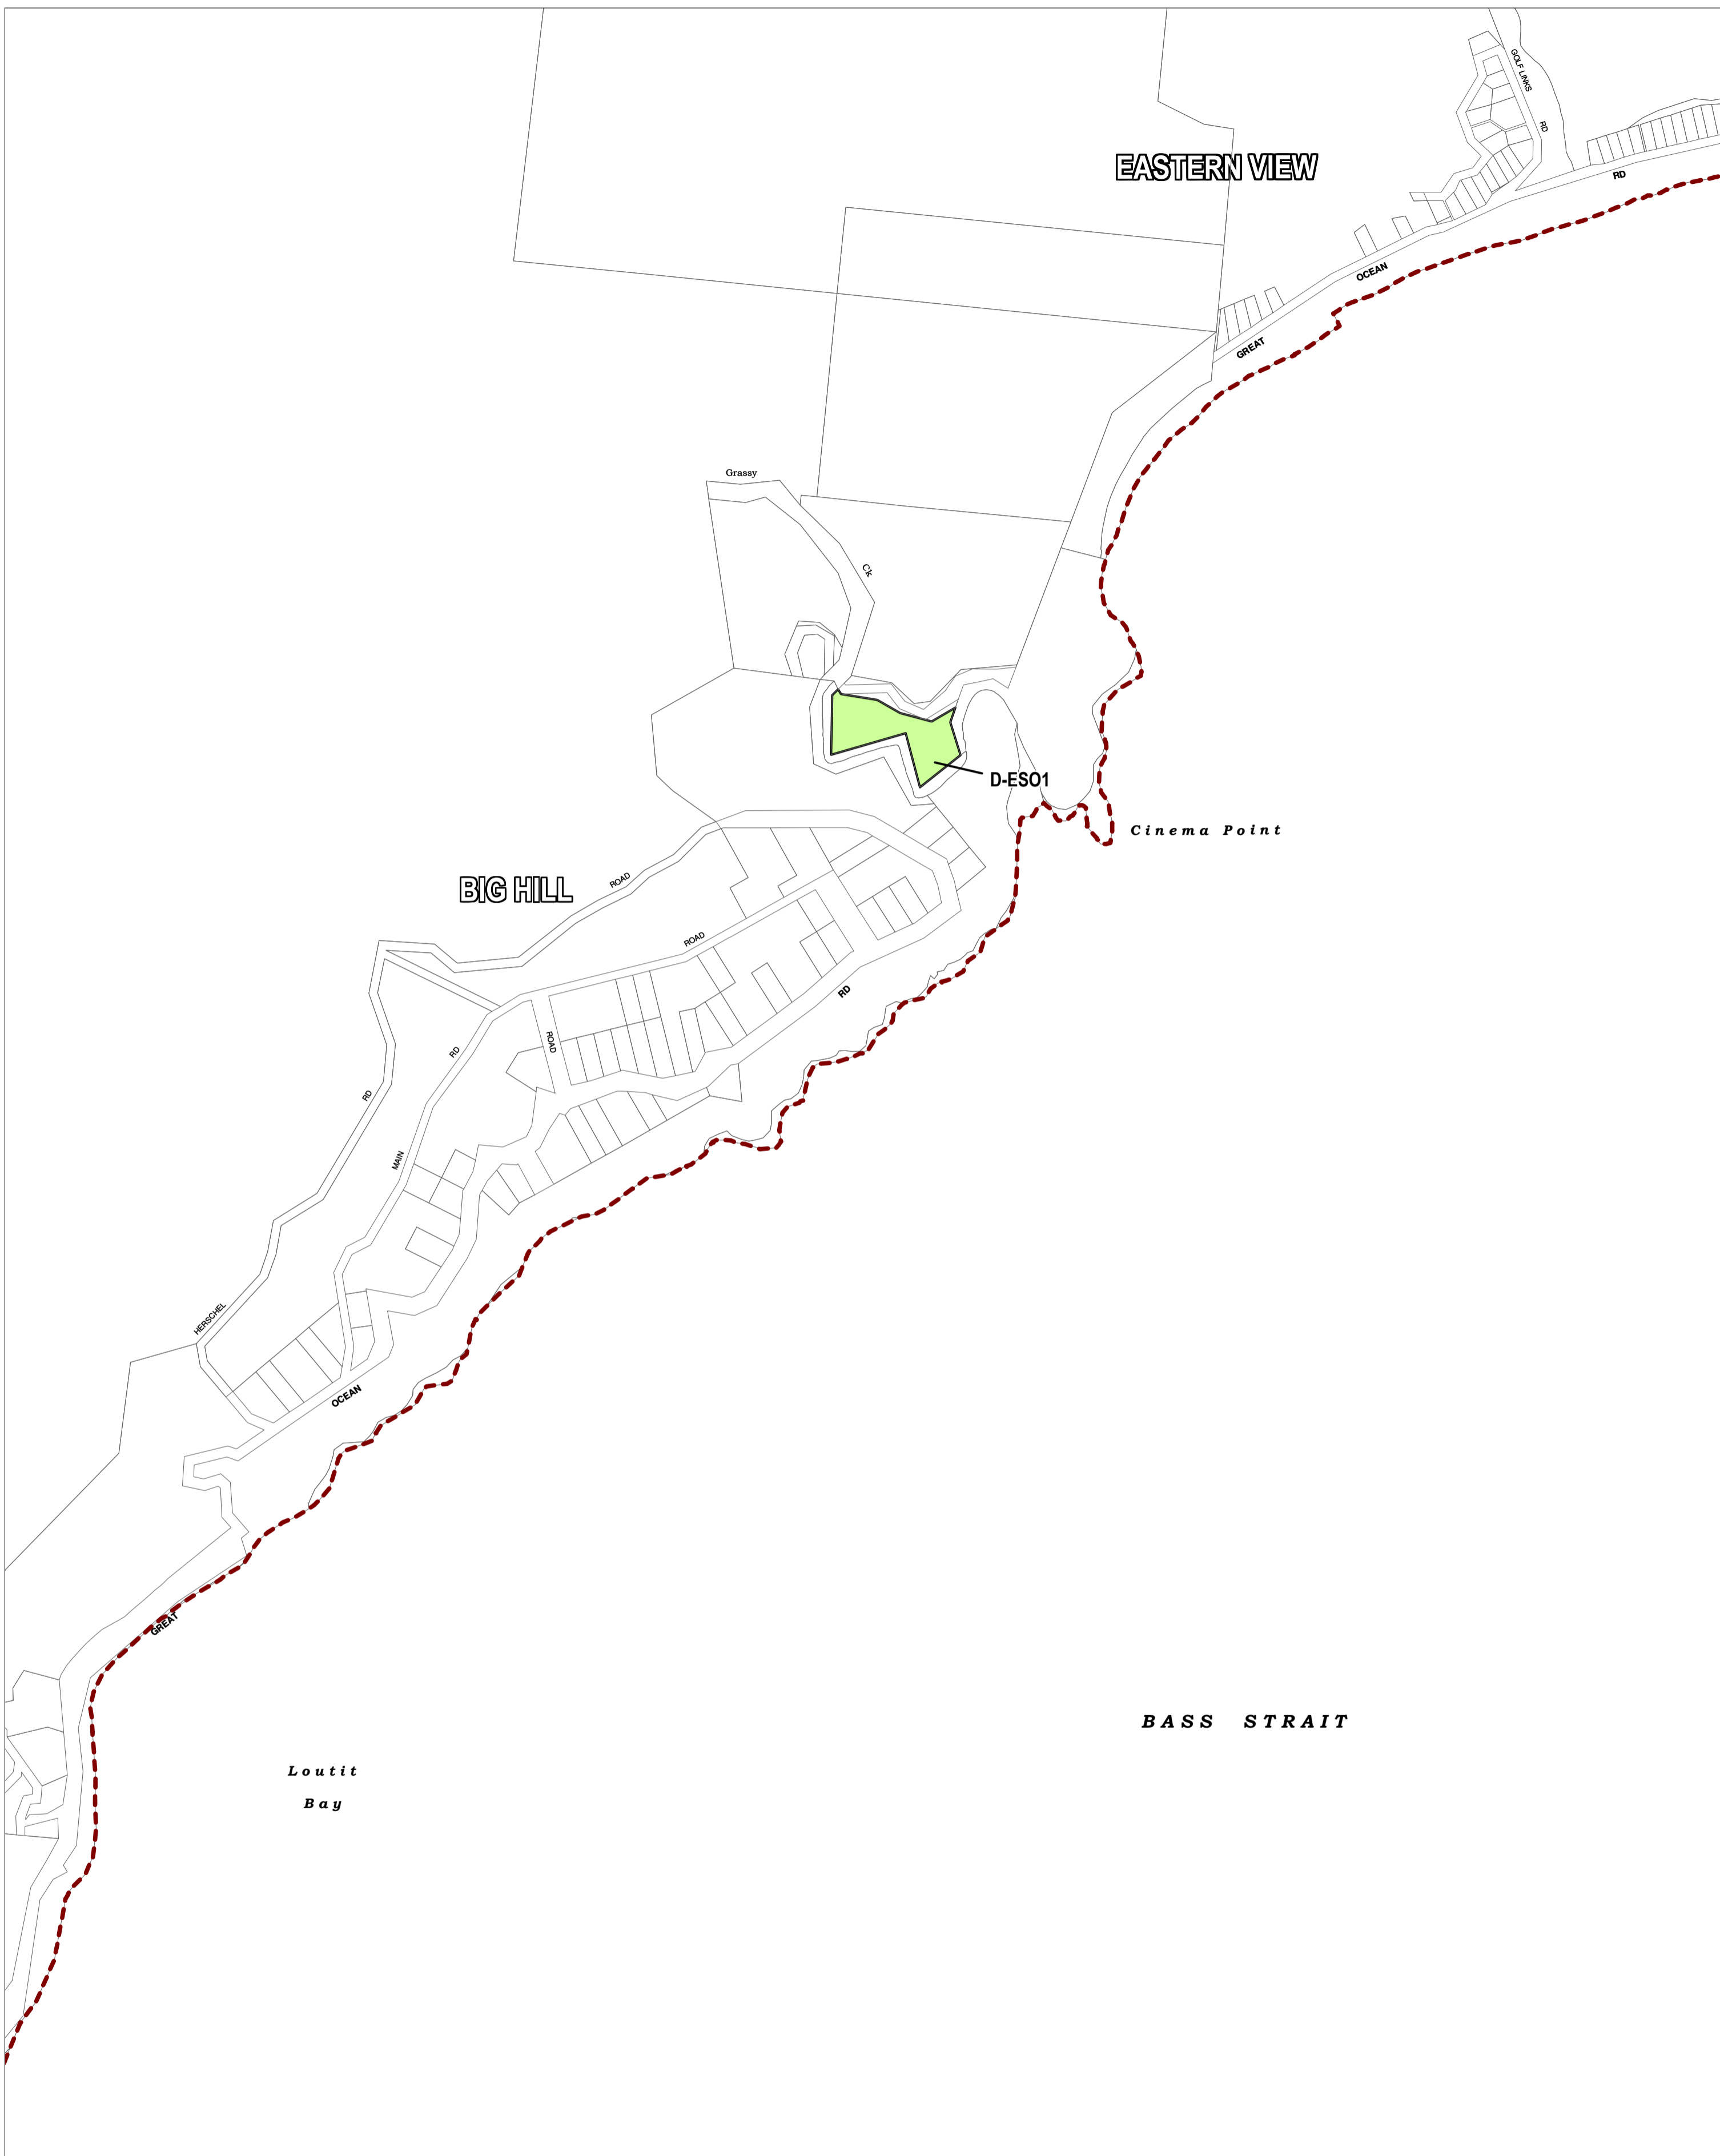 GOLF LINKS
RD
EASTERN VIEW
RD
OCEAN
GREAT
Grassy
Ck
D-ESO1
Cinema Point
BIG HILL
ROAD
ROAD
RD
ROAD
RD
RD
MAIN
HERSCHEL
OCEAN
GREAT
BASS STRAIT
Loutit
Bay